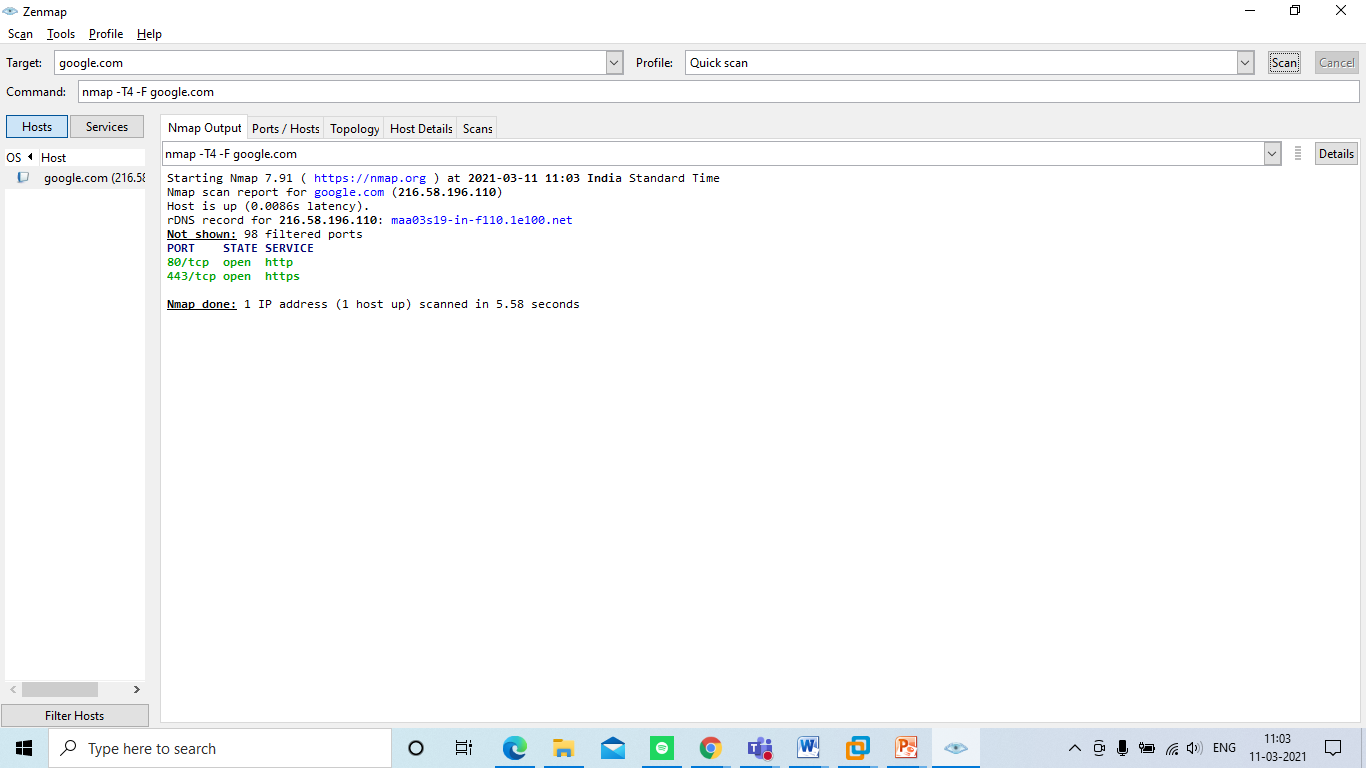 Zenmap
Scan Tools Profile Help
Target: google.com Profile: Quick scan Scan Cancel
Command: nmap -T4 -F google.com
Hosts Services
Nmap Output Ports / Hosts Topology Host Details Scans
OS Host
nmap -T4 -F google.com Details
google.com (216.58
Starting Nmap 7.91 ( https://nmap.org ) at 2021-03-11 11:03 India Standard Time
Nmap scan report for google.com (216.58.196.110)
Host is up (0.0086s latency).
rDNS record for 216.58.196.110: maa03s19-in-f110.1e100.net
Not shown: 98 filtered ports
PORT    STATE SERVICE
80/tcp  open  http
443/tcp open  https
Nmap done: 1 IP address (1 host up) scanned in 5.58 seconds
Filter Hosts
Type here to search
ENG
11:03
11-03-2021